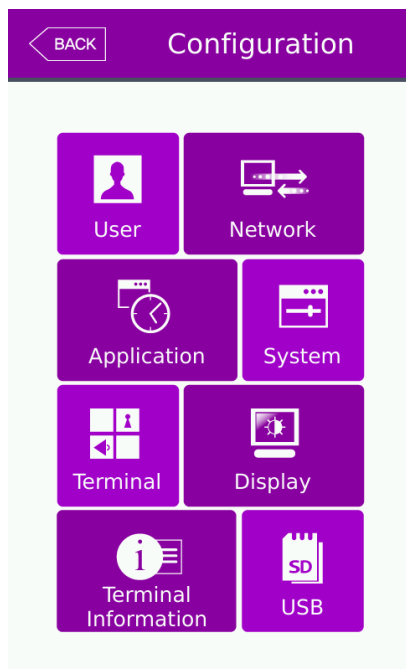 BACK
Configuration
User
Network
Application
System
Terminal
Display
i
Terminal
Information
SD
USB